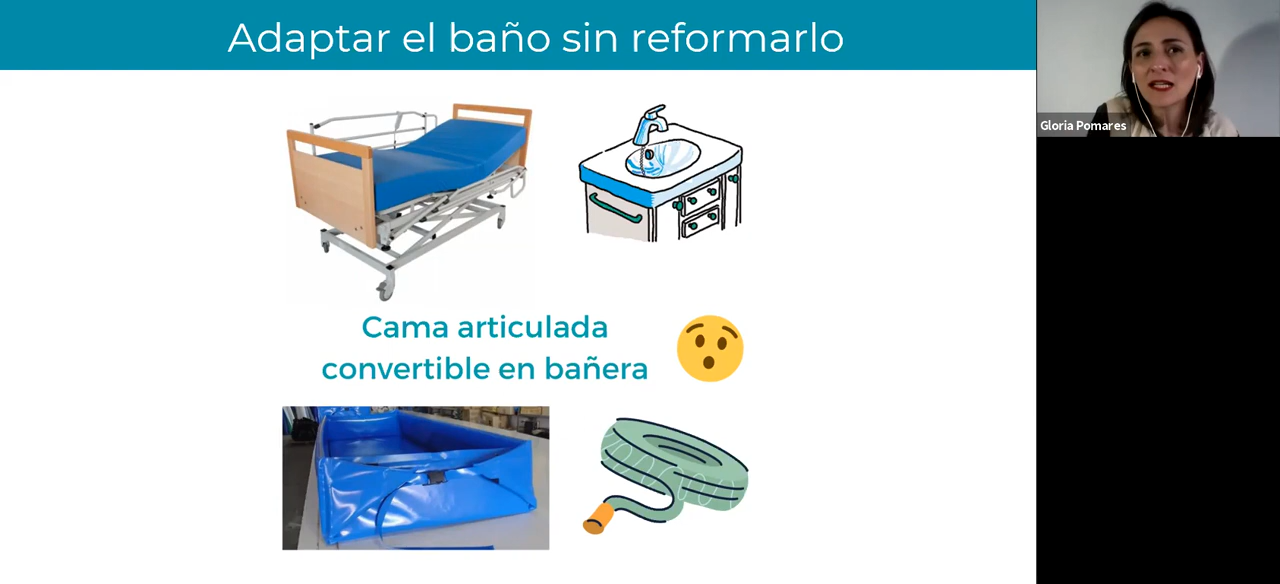 Adaptar el baño sin reformarlo
Gloria Pomares
Cama articulada
convertible en bañera